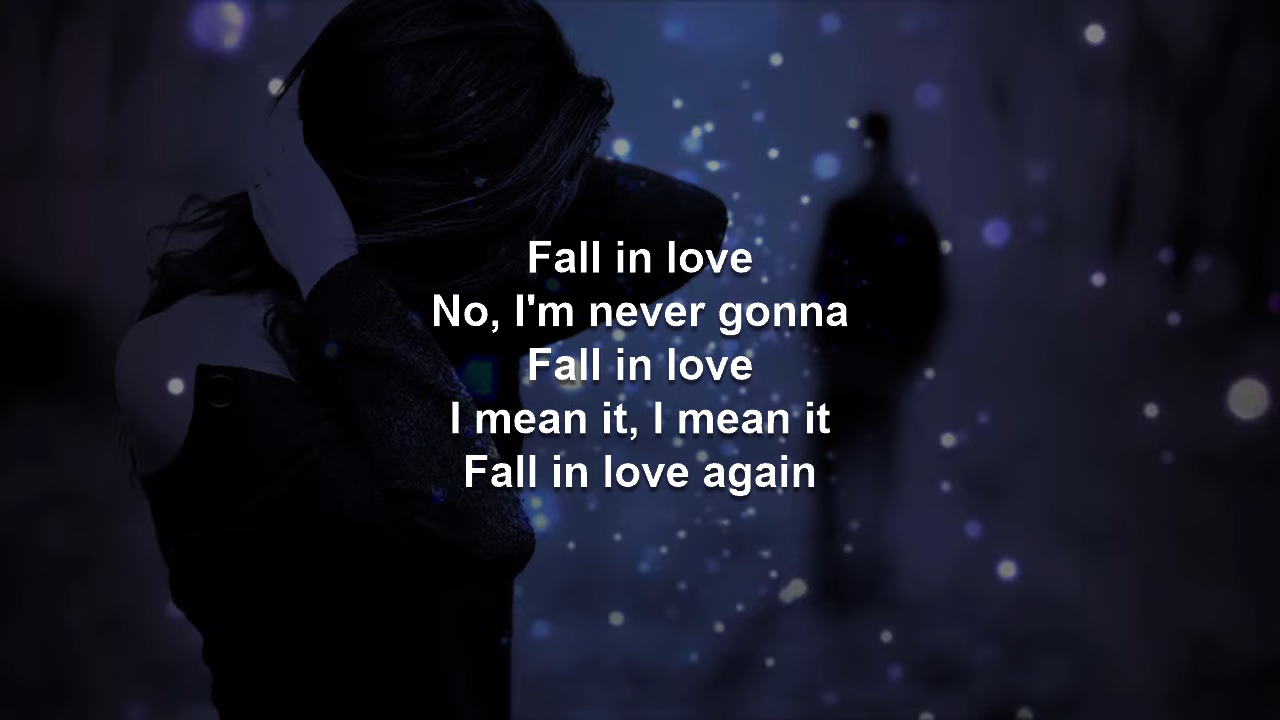 Fall in love
No, I'm never gonna
Fall in love
I mean it, I mean it
Fall in love again